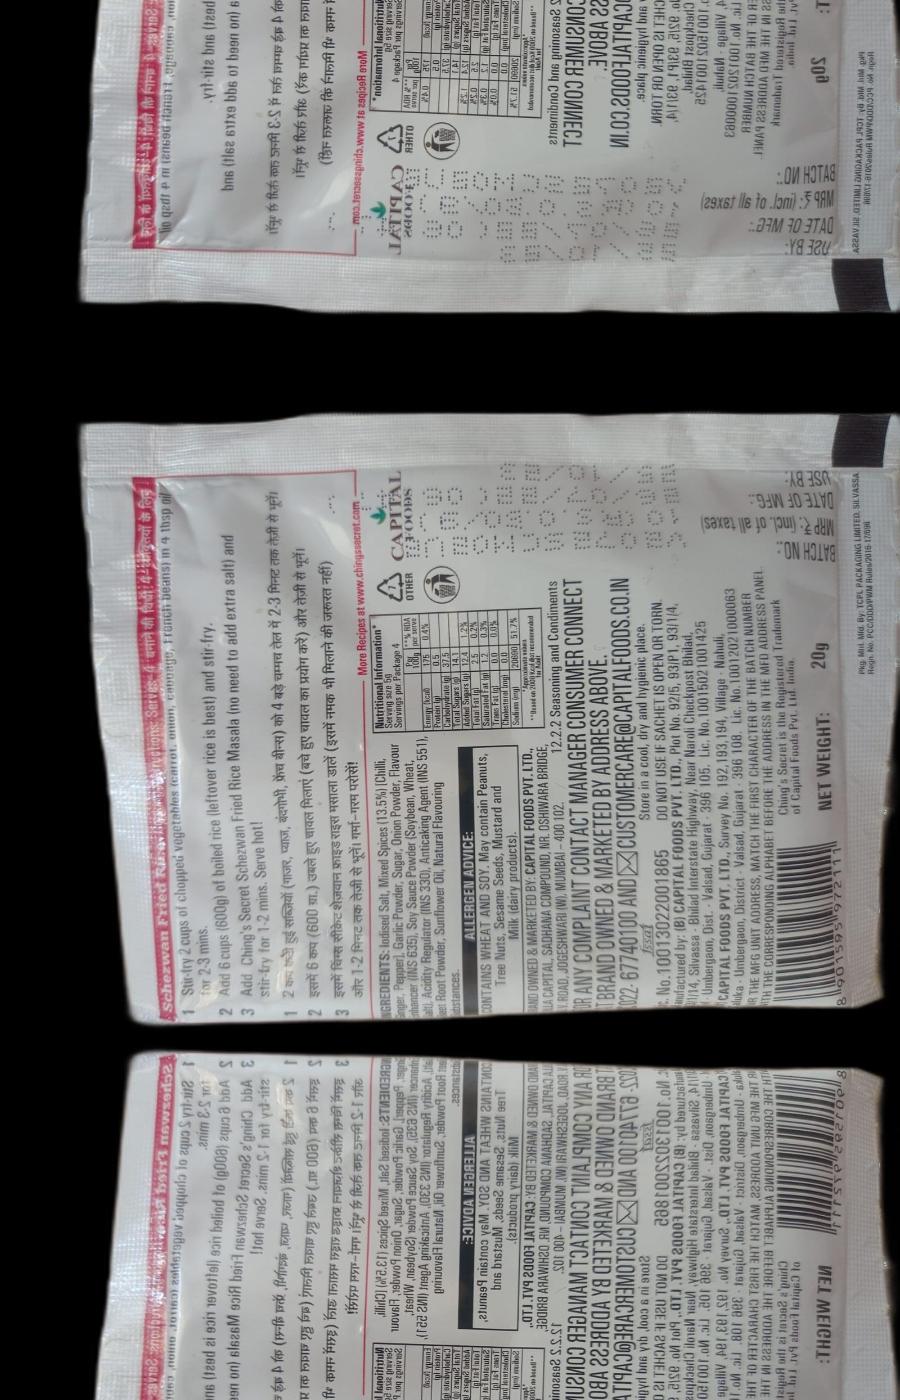 Schezwan Fried Rice
Instructions: Serves- 4
1 Stir-fry 2 cups of chopped vegetables (carrot, onion, cabbage, French beans) in 4 tbsp oil
for 2-3 mins.
2 Add 6 cups (600g) of boiled rice (leftover rice is best) and stir-fry.
3 Add Ching's Secret Schezwan Fried Rice Masala (no need to add extra salt) and
stir-fry for 1-2 mins. Serve hot!
1 2 कप कटी हुई सब्जियाँ (गाजर, प्याज, बंदगोभी, फ्रेंच बीन्स) को 4 बड़े चम्मच तेल में 2-3 मिनट तक तेज़ी से भूनें।
2 इसमें 6 कप (600 ग्रा.) उबले हुए चावल मिलाएं (बचे हुए चावल का प्रयोग करें) और तेज़ी से भूनें।
3 इसमें चिंग्स सीक्रेट शेज़वान फ्राइड राइस मसाला डालें (इसमें नमक भी मिलाने की जरूरत नहीं)
और 1-2 मिनट तक तेज़ी से भूनें। गर्मा-गरम परोसें!
More Recipes at www.chingssecret.com
INGREDIENTS: Iodised Salt, Mixed Spices (13.5%) (Chilli,
Ginger, Pepper), Garlic Powder, Sugar, Onion Powder, Flavour
Enhancer (INS 635), Soy Sauce Powder (Soybean, Wheat,
Salt), Acidity Regulator (INS 330), Anticaking Agent (INS 551),
Beet Root Powder, Sunflower Oil, Natural Flavouring
Substances.
ALLERGEN ADVICE:
CONTAINS WHEAT AND SOY. May contain Peanuts,
Tree Nuts, Sesame Seeds, Mustard and
Milk (dairy products).
Nutritional Information*
Serving size 5g
Servings per Package 4
Per 100g % RDA per serve
Energy (kcal) 175 0.4%
Protein (g)
Carbohydrate (g) 37.5
Total Sugars (g) 14.1
Added Sugars (g) 12.4 1.2%
Total Fat (g) 2.5 0.2%
Saturated Fat (g) 1.2 0.3%
Trans Fat (g) 0.0 0.0%
Cholesterol (mg) 0.0
Sodium (mg) 51.7%
*Approximate values
OTHER
CAPITAL
FOODS
BRAND OWNED & MARKETED BY: CAPITAL FOODS PVT. LTD.,
CAPITAL, SADHANA COMPOUND, NR. OSHIWARA BRIDGE,
ROAD, JOGESHWARI (W), MUMBAI – 400 102.
12.2.2 Seasoning and Condiments
FOR ANY COMPLAINT CONTACT MANAGER CONSUMER CONNECT
AT BRAND OWNED & MARKETED BY ADDRESS ABOVE.
022- 67740100 AND CUSTOMERCARE@CAPITALFOODS.CO.IN
fssai
Lic. No.10013022001865
Store in a cool, dry and hygienic place.
DO NOT USE IF SACHET IS OPEN OR TORN.
Manufactured by: (B) CAPITAL FOODS PVT. LTD., Plot No. 92/5, 93/P1, 93/1/4,
93/1/14, Silvassa - Bhilad Interstate Highway, Near Naroli Checkpost Bhilad,
Umbergaon, Dist. - Valsad, Gujarat - 396 105. Lic. No.10015021001425
CAPITAL FOODS PVT. LTD., Survey No. 192,193,194, Village - Nahuli,
Taluka - Umbergaon, District - Valsad, Gujarat - 396 108. Lic. No.10012021000063
FOR THE MFG UNIT ADDRESS, MATCH THE FIRST CHARACTER OF THE BATCH NUMBER
WITH THE CORRESPONDING ALPHABET BEFORE THE ADDRESS IN THE MFD ADDRESS PANEL.
Ching's Secret is the Registered Trademark
of Capital Foods Pvt. Ltd. India.
8 901595 972111
NET WEIGHT: 20g
BATCH NO.:
MRP ₹: (incl. of all taxes)
DATE OF MFG.:
USE BY:
Pkg. Mtrl. Mfd. By: TCPL PACKAGING LIMITED, SILVASSA